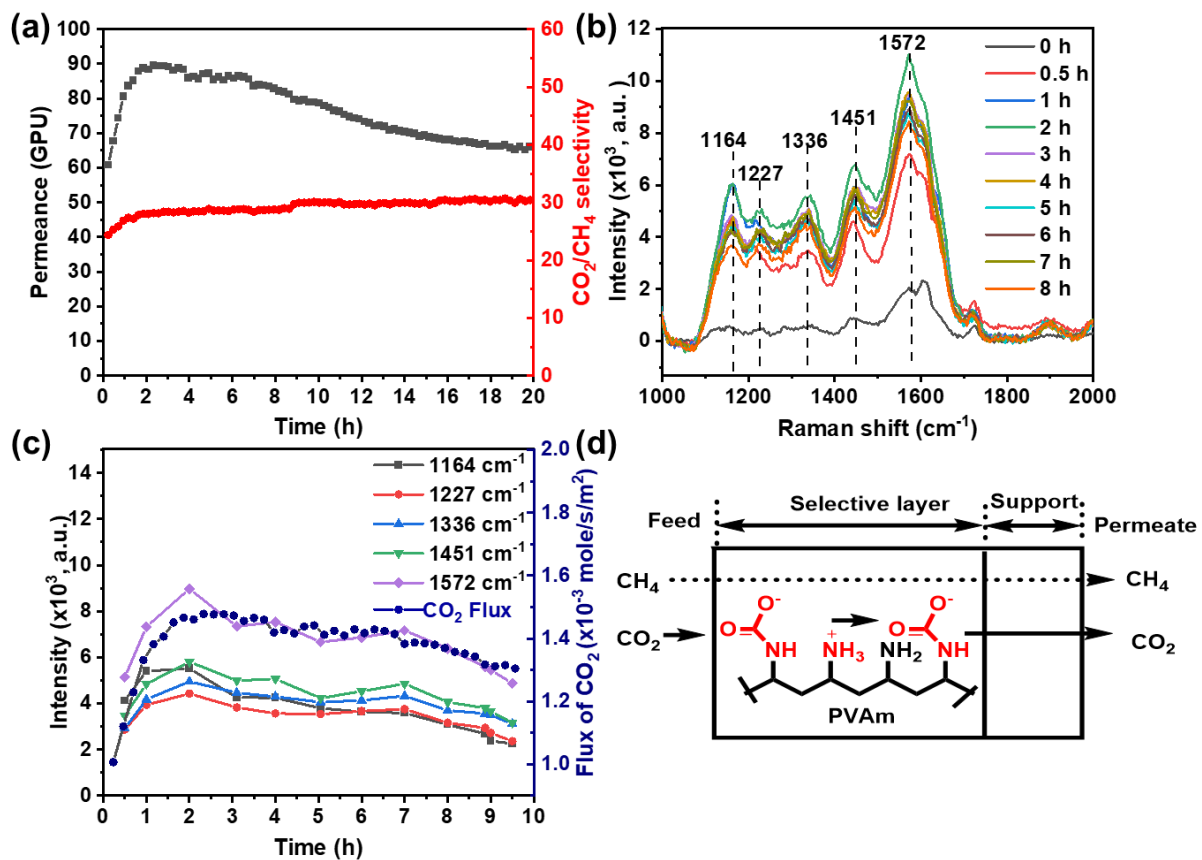 (a)
100
90
80
70
60
50
40
30
20
10
0
Permeance (GPU)
60
50
40
30
20
10
0
CO₂/CH₄ selectivity
0 2 4 6 8 10 12 14 16 18 20
Time (h)
(b)
12
10
8
6
4
2
0
Intensity (x10³, a.u.)
1164
1227
1336
1451
1572
0 h
0.5 h
1 h
2 h
3 h
4 h
5 h
6 h
7 h
8 h
1000 1200 1400 1600 1800 2000
Raman shift (cm⁻¹)
(c)
14
12
10
8
6
4
2
0
Intensity (x10³, a.u.)
1164 cm⁻¹
1227 cm⁻¹
1336 cm⁻¹
1451 cm⁻¹
1572 cm⁻¹
CO₂ Flux
2.0
1.8
1.6
1.4
1.2
1.0
Flux of CO₂ (x10⁻³ mole/s/m²)
0 1 2 3 4 5 6 7 8 9 10
Time (h)
(d)
Selective layer Support
Feed Permeate
CH₄ CH₄
CO₂ CO₂
O⁻ O⁻
O O
NH NH₃⁺ NH₂ NH
PVAm